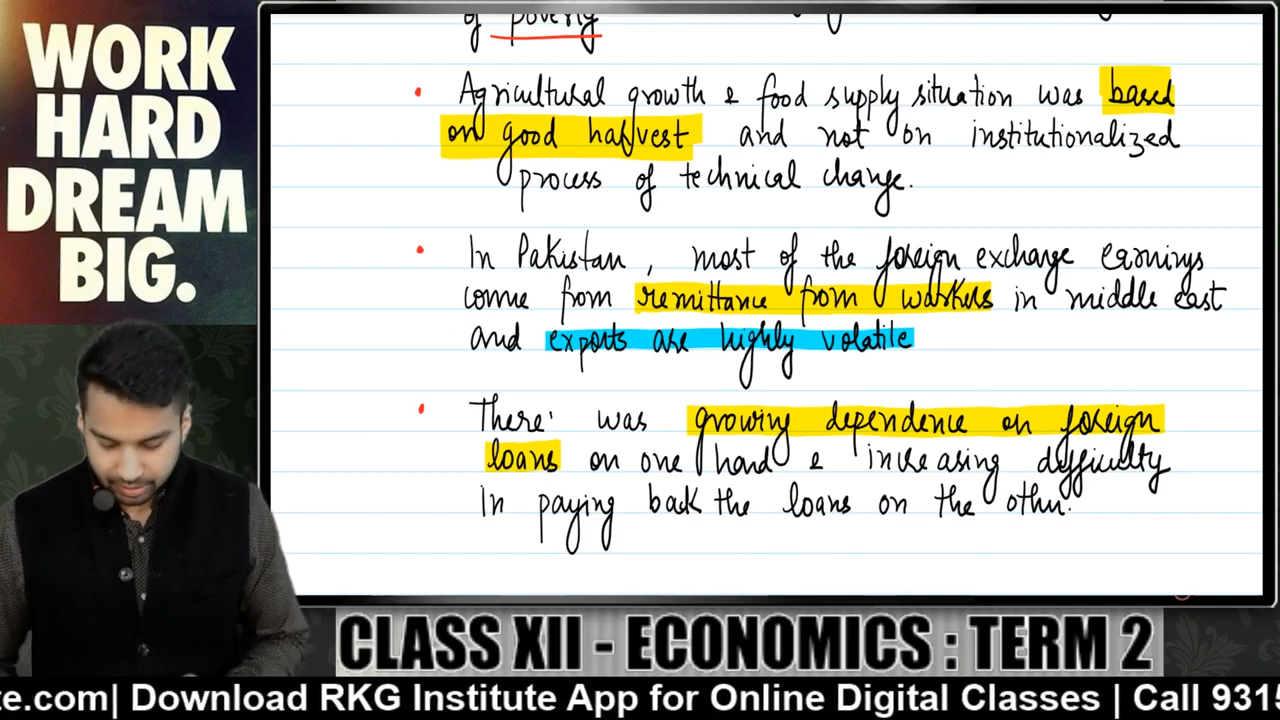 WORK
HARD
DREAM
BIG.
of poverty
• Agricultural growth & food supply situation was based
on good harvest and not on institutionalized
process of technical change.
• In Pakistan, most of the foreign exchange earnings
come from remittance from workers in middle east
and exports are highly volatile
• There was growing dependence on foreign
loans on one hand & increasing difficulty
in paying back the loans on the other.
CLASS XII - ECONOMICS : TERM 2
te.com| Download RKG Institute App for Online Digital Classes | Call 9315